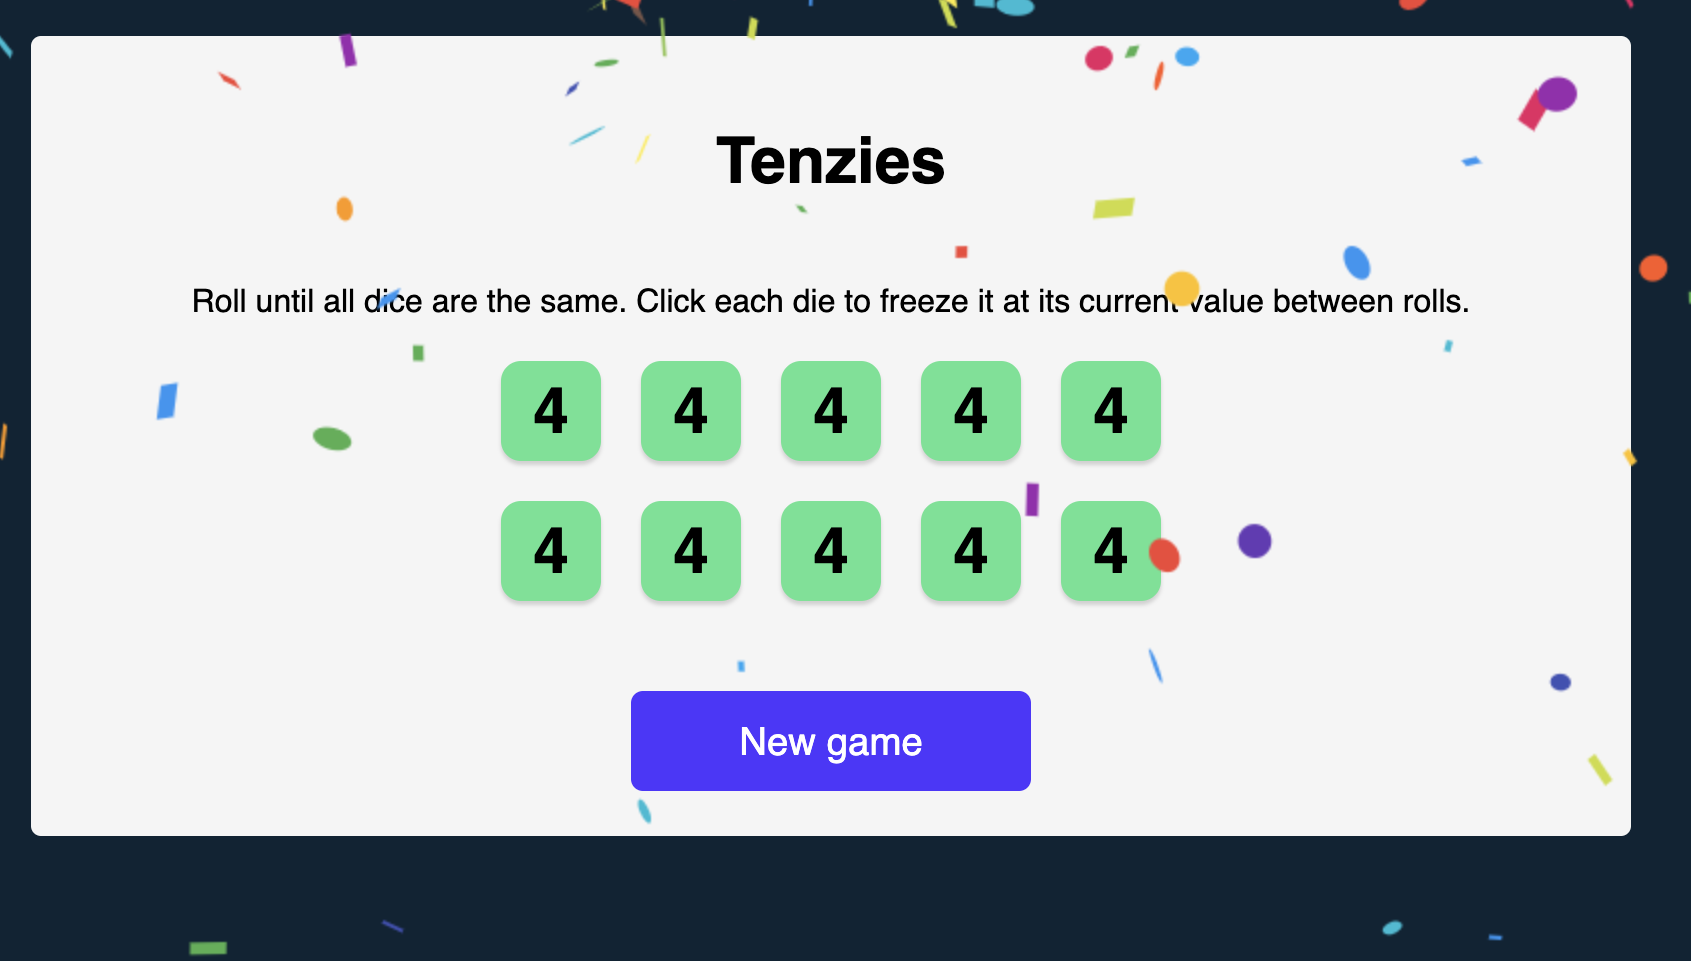 Tenzies
Roll until all dice are the same. Click each die to freeze it at its current value between rolls.
4 4 4 4 4
4 4 4 4 4
New game